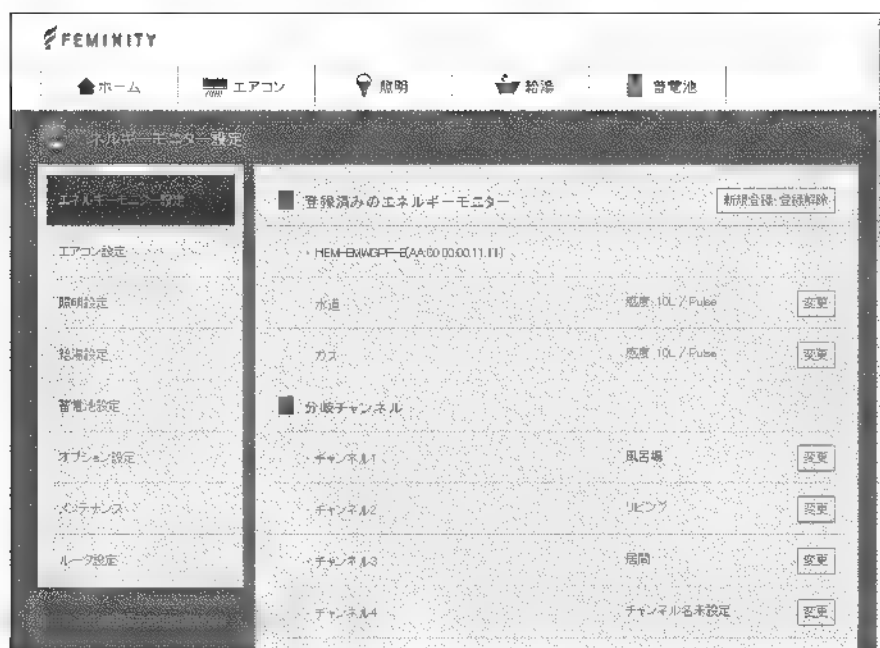 FEMINITY
ホーム エアコン 照明 給湯 蓄電池
エネルギーモニター設定
エネルギーモニター設定
エアコン設定
照明設定
給湯設定
蓄電池設定
オプション設定
メンテナンス
ルータ設定
登録済みのエネルギーモニター 新規登録・登録解除
・HEM-EMWGPF-E(AA:00:00:00:11:11)
水道 感度 10L / Pulse 変更
ガス 感度 10L / Pulse 変更
分岐チャンネル
・チャンネル1 風呂場 変更
チャンネル2 リビング 変更
チャンネル3 居間 変更
チャンネル4 チャンネル名未設定 変更